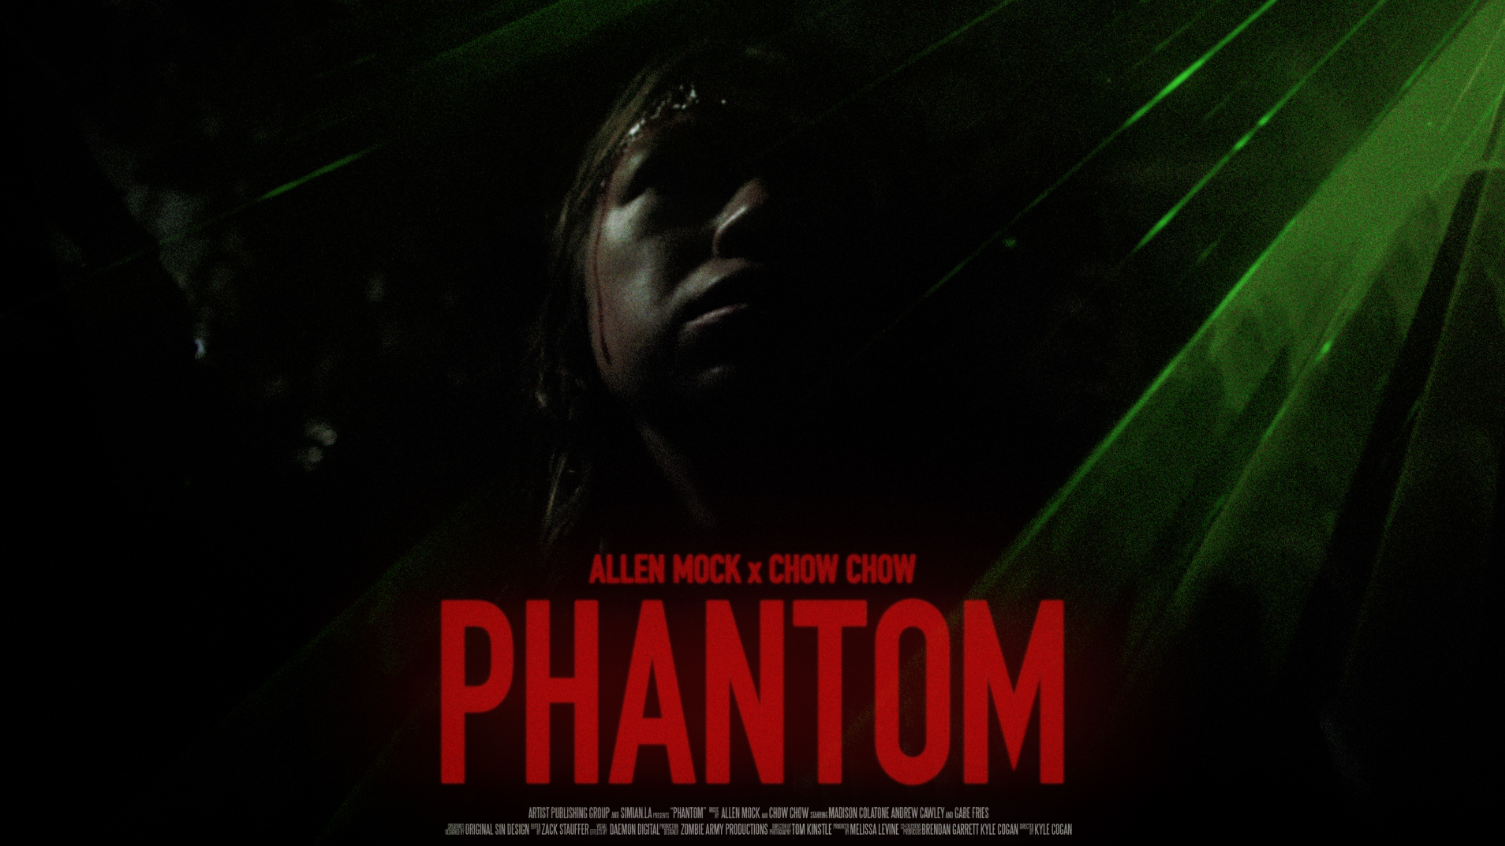 ALLEN MOCK x CHOW CHOW
PHANTOM
ARTIST PUBLISHING GROUP AND SIMIAN.LA PRESENTS "PHANTOM" ALLEN MOCK AND CHOW CHOW STARRING MADISON COLATONE ANDREW CAWLEY AND GABE FRIES
ORIGINAL SIN DESIGN ZACK STAUFFER DAEMON DIGITAL ZOMBIE ARMY PRODUCTIONS TOM KINSTLE MELISSA LEVINE BRENDAN GARRETT KYLE COGAN KYLE COGAN